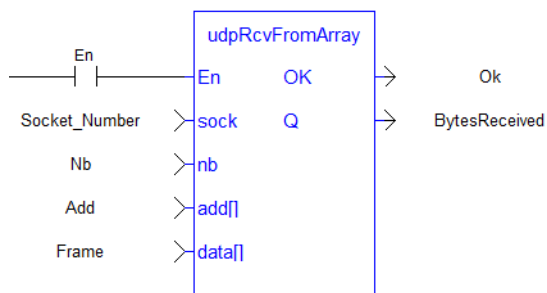 udpRcvFromArray
En
En OK Ok
Socket_Number sock Q BytesReceived
Nb nb
Add add[]
Frame data[]